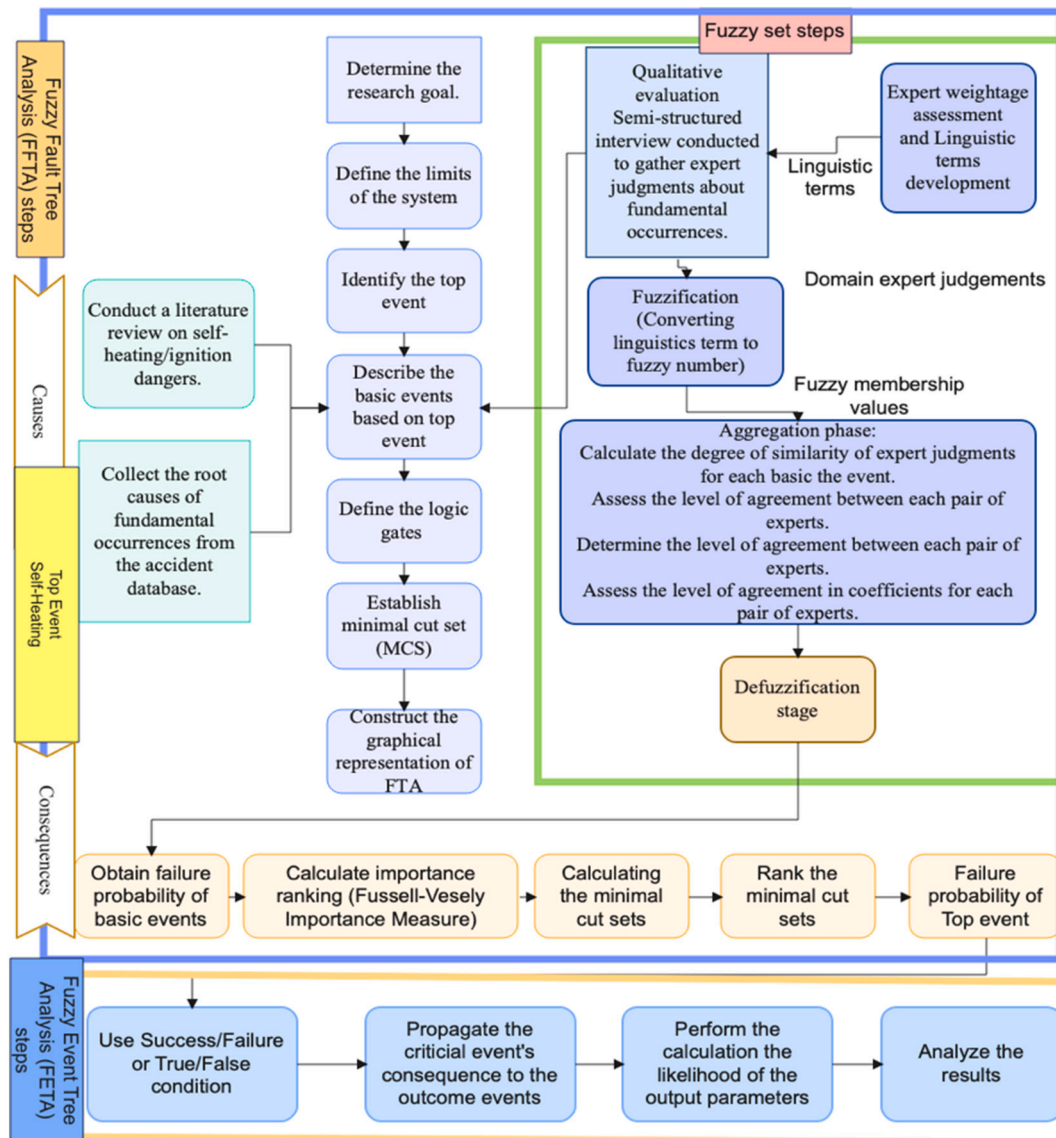 Fuzzy Fault Tree
Analysis (FFTA) steps
Causes
Top Event
Self-Heating
Consequences
Fuzzy Event Tree
Analysis (FETA)
steps
Determine the
research goal.
Define the limits
of the system
Identify the top
event
Conduct a literature
review on self-
heating/ignition
dangers.
Collect the root
causes of
fundamental
occurrences from
the accident
database.
Describe the
basic events
based on top
event
Define the logic
gates
Establish
minimal cut set
(MCS)
Construct the
graphical
representation of
FTA
Fuzzy set steps
Qualitative
evaluation
Semi-structured
interview conducted
to gather expert
judgments about
fundamental
occurrences.
Expert weightage
assessment
and Linguistic
terms
development
Linguistic
terms
Domain expert judgements
Fuzzification
(Converting
linguistics term to
fuzzy number)
Fuzzy membership
values
Aggregation phase:
Calculate the degree of similarity of expert judgments
for each basic the event.
Assess the level of agreement between each pair of
experts.
Determine the level of agreement between each pair of
experts.
Assess the level of agreement in coefficients for each
pair of experts.
Defuzzification
stage
Obtain failure
probability of
basic events
Calculate importance
ranking (Fussell-Vesely
Importance Measure)
Calculating
the minimal
cut sets
Rank the
minimal cut
sets
Failure
probability of
Top event
Use Success/Failure
or True/False
condition
Propagate the
criticial event's
consequence to the
outcome events
Perform the
calculation the
likelihood of the
output parameters
Analyze the
results